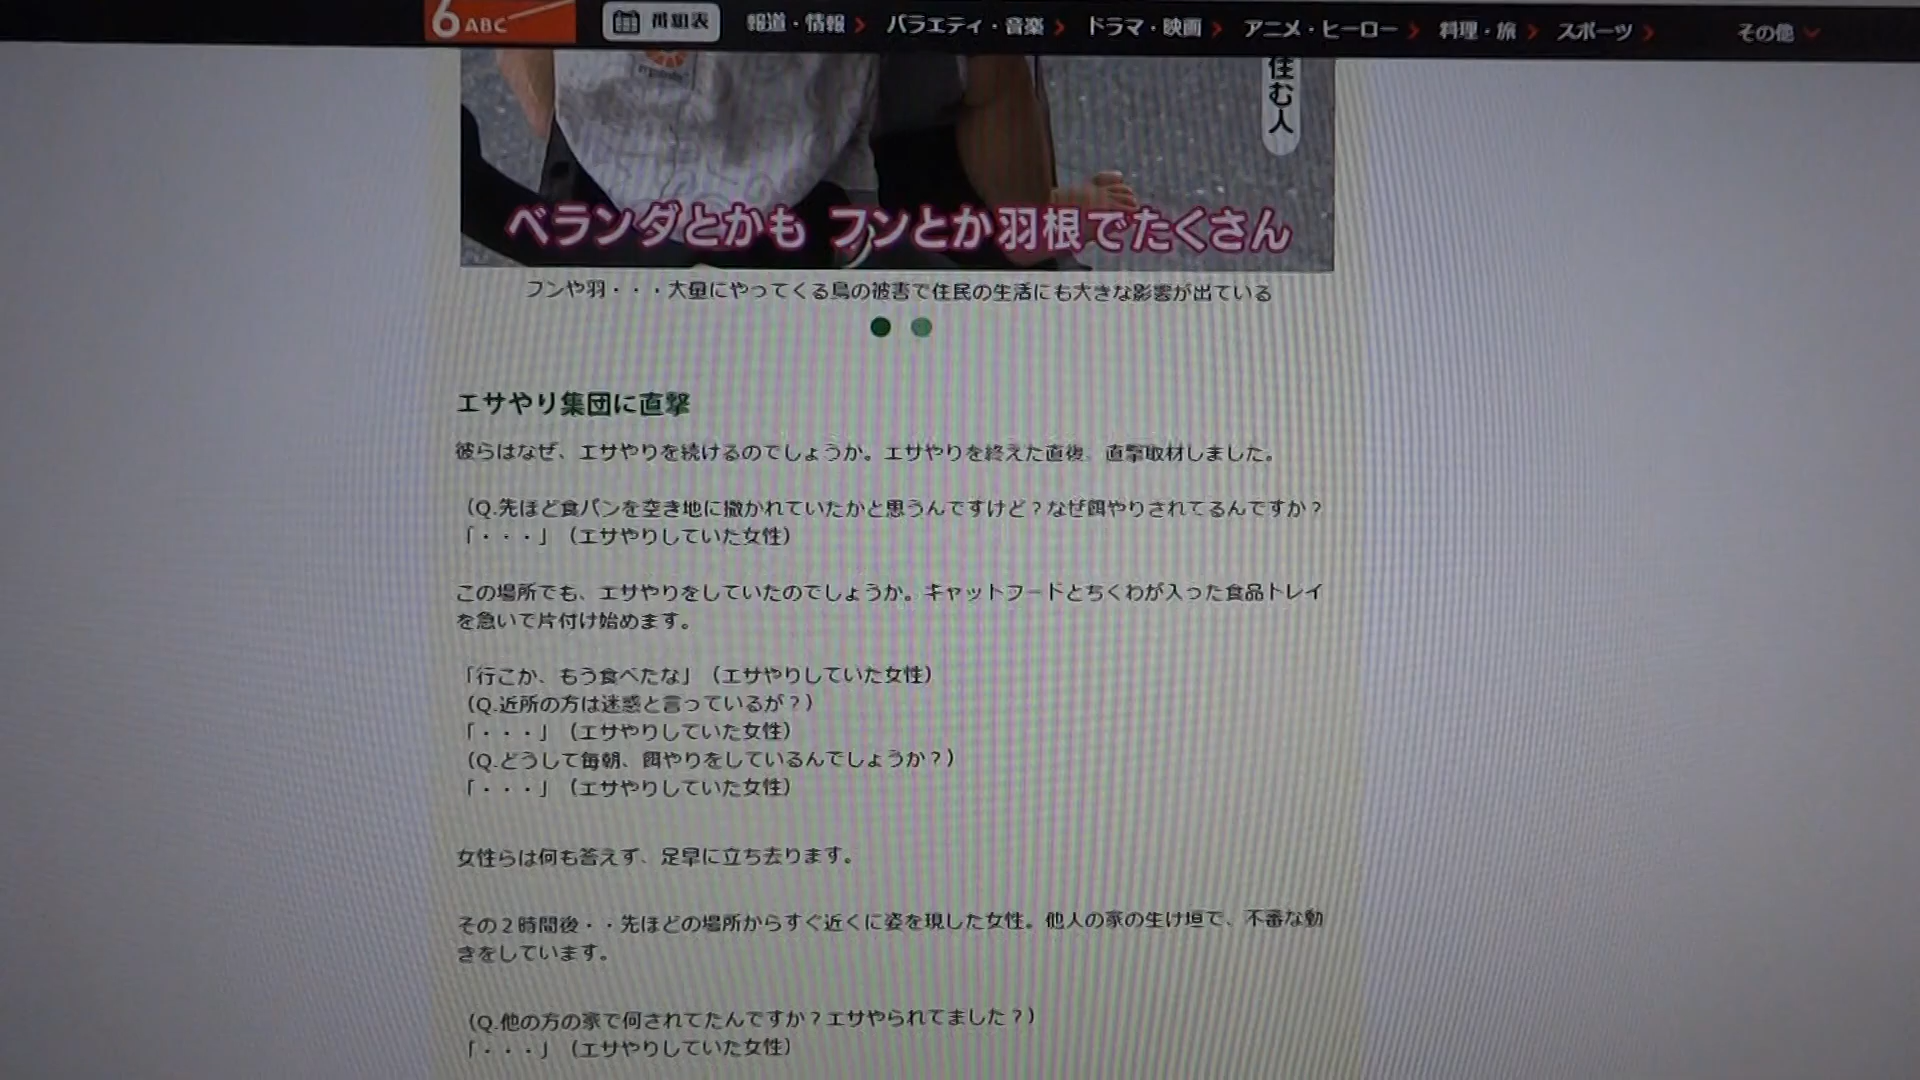 6 ABC
番組表
報道・情報
バラエティ・音楽
ドラマ・映画
アニメ・ヒーロー
料理・旅
スポーツ
その他
住む人
ベランダとかも フンとか羽根でたくさん
フンや羽・・・大量にやってくる鳥の被害で住民の生活にも大きな影響が出ている
エサやり集団に直撃
彼らはなぜ、エサやりを続けるのでしょうか。エサやりを終えた直後、直撃取材しました。
（Q.先ほど食パンを空き地に撒かれていたかと思うんですけど？なぜ餌やりされてるんですか？
「・・・」（エサやりしていた女性）
この場所でも、エサやりをしていたのでしょうか。キャットフードとちくわが入った食品トレイ
を急いで片付け始めます。
「行こか、もう食べたな」（エサやりしていた女性）
（Q.近所の方は迷惑と言っているが？）
「・・・」（エサやりしていた女性）
（Q.どうして毎朝、餌やりをしているんでしょうか？）
「・・・」（エサやりしていた女性）
女性らは何も答えず、足早に立ち去ります。
その２時間後・・先ほどの場所からすぐ近くに姿を現した女性。他人の家の生け垣で、不審な動
きをしています。
（Q.他の方の家で何されてたんですか？エサやられてました？）
「・・・」（エサやりしていた女性）